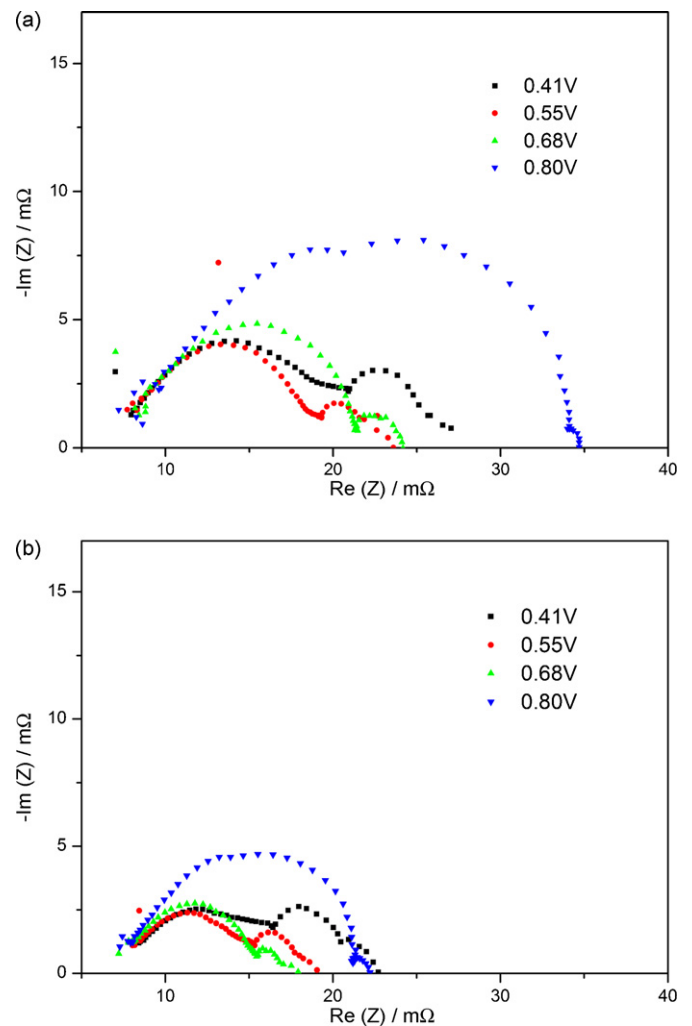 (a)
15
10
5
0
-Im (Z) / mΩ
0.41V
0.55V
0.68V
0.80V
10
20
30
40
Re (Z) / mΩ
(b)
15
10
5
0
-Im (Z) / mΩ
0.41V
0.55V
0.68V
0.80V
10
20
30
40
Re (Z) / mΩ